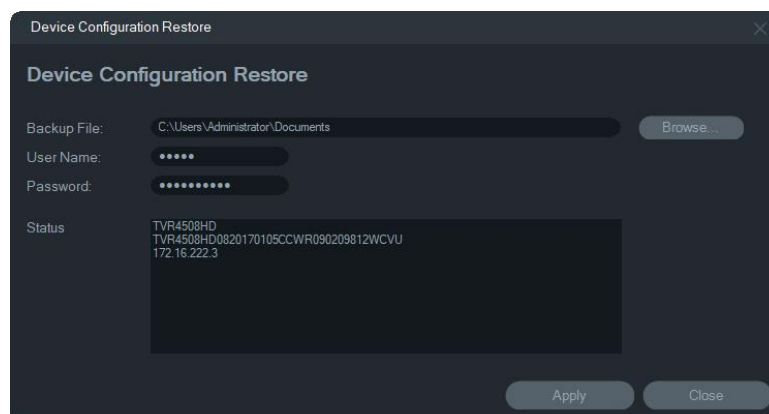 Device Configuration Restore
Device Configuration Restore
Backup File: C:\Users\Administrator\Documents Browse...
User Name: •••••
Password: ••••••••••
Status TVR4508HD
TVR4508HD0820170105CCWR090209812WCVU
172.16.222.3
Apply Close